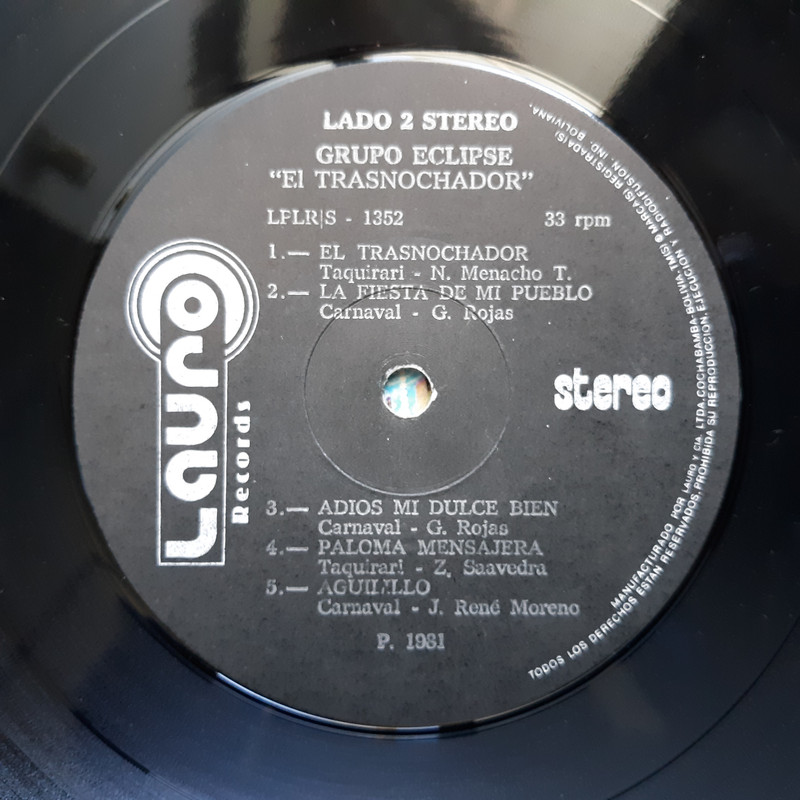 LADO 2 STEREO
GRUPO ECLIPSE
"El TRASNOCHADOR"
LPLR|S - 1352 33 rpm
1.— EL TRASNOCHADOR
Taquirari - N. Menacho T.
2.— LA FIESTA DE MI PUEBLO
Carnaval - G. Rojas
Lauro
Records
stereo
3.— ADIOS MI DULCE BIEN
Carnaval - G. Rojas
4.— PALOMA MENSAJERA
Taquirari - Z. Saavedra
5.— AGUILILLO
Carnaval - J. René Moreno
P. 1981
MANUFACTURADO POR LAURO Y CIA. LTDA. COCHABAMBA-BOLIVIA. TM(S) ® MARCA(S) REGISTRADA(S)
TODOS LOS DERECHOS ESTAN RESERVADOS, PROHIBIDA SU REPRODUCCION, EJECUCION Y RADIODIFUSION. IND. BOLIVIANA.